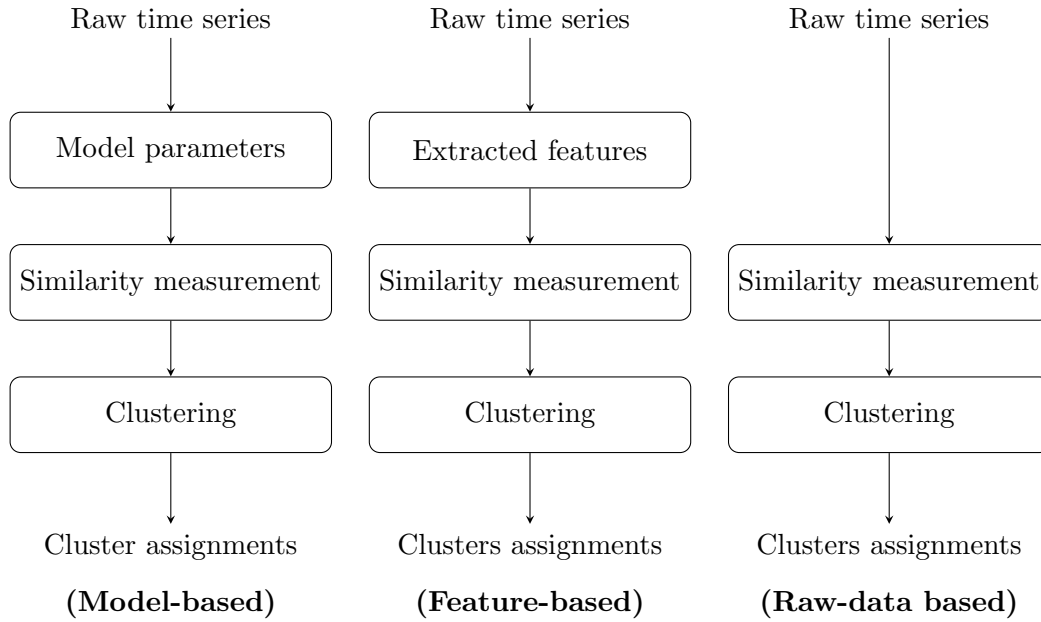 Raw time series
Raw time series
Raw time series
Model parameters
Extracted features
Similarity measurement
Similarity measurement
Similarity measurement
Clustering
Clustering
Clustering
Cluster assignments
Clusters assignments
Clusters assignments
(Model-based)
(Feature-based)
(Raw-data based)